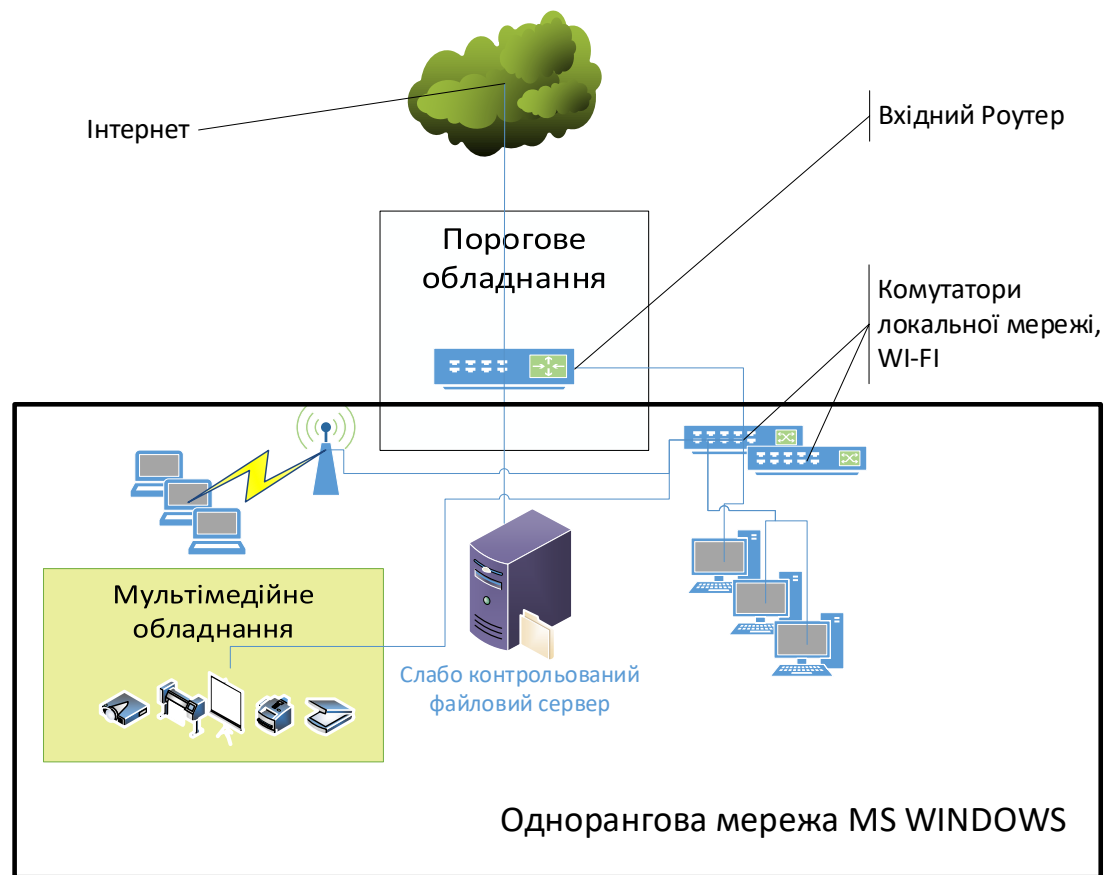 Інтернет
Вхідний Роутер
Порогове
обладнання
Комутатори
локальної мережі,
WI-FI
Мультімедійне
обладнання
Слабо контрольований
файловий сервер
Однорангова мережа MS WINDOWS